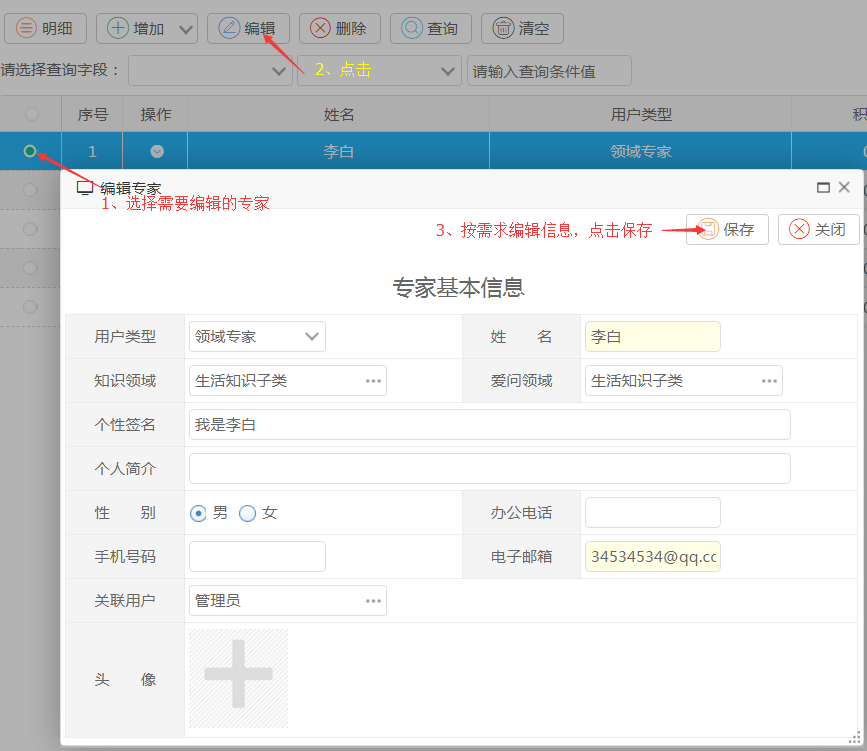 明细 增加 编辑 删除 查询 清空
请选择查询字段： 2、点击 请输入查询条件值
序号 操作 姓名 用户类型
1 李白 领域专家
编辑专家
1、选择需要编辑的专家
3、按需求编辑信息，点击保存 保存 关闭
专家基本信息
用户类型 领域专家 姓 名 李白
知识领域 生活知识子类 爱问领域 生活知识子类
个性签名 我是李白
个人简介
性 别 男 女 办公电话
手机号码 电子邮箱 34534534@qq.cc
关联用户 管理员
头 像